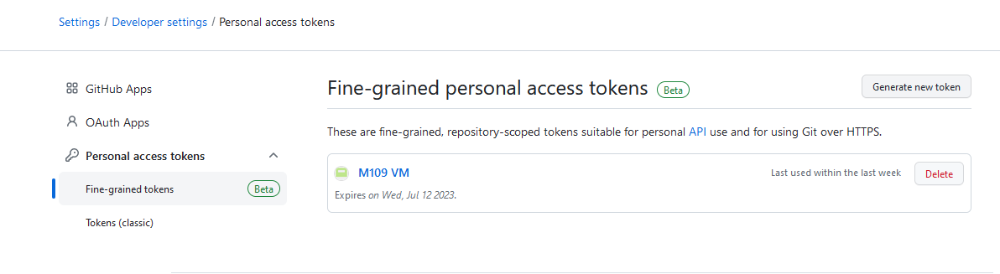 Settings / Developer settings / Personal access tokens
GitHub Apps
OAuth Apps
Personal access tokens
Fine-grained tokens Beta
Tokens (classic)
Fine-grained personal access tokens Beta
Generate new token
These are fine-grained, repository-scoped tokens suitable for personal API use and for using Git over HTTPS.
M109 VM
Last used within the last week
Delete
Expires on Wed, Jul 12 2023.